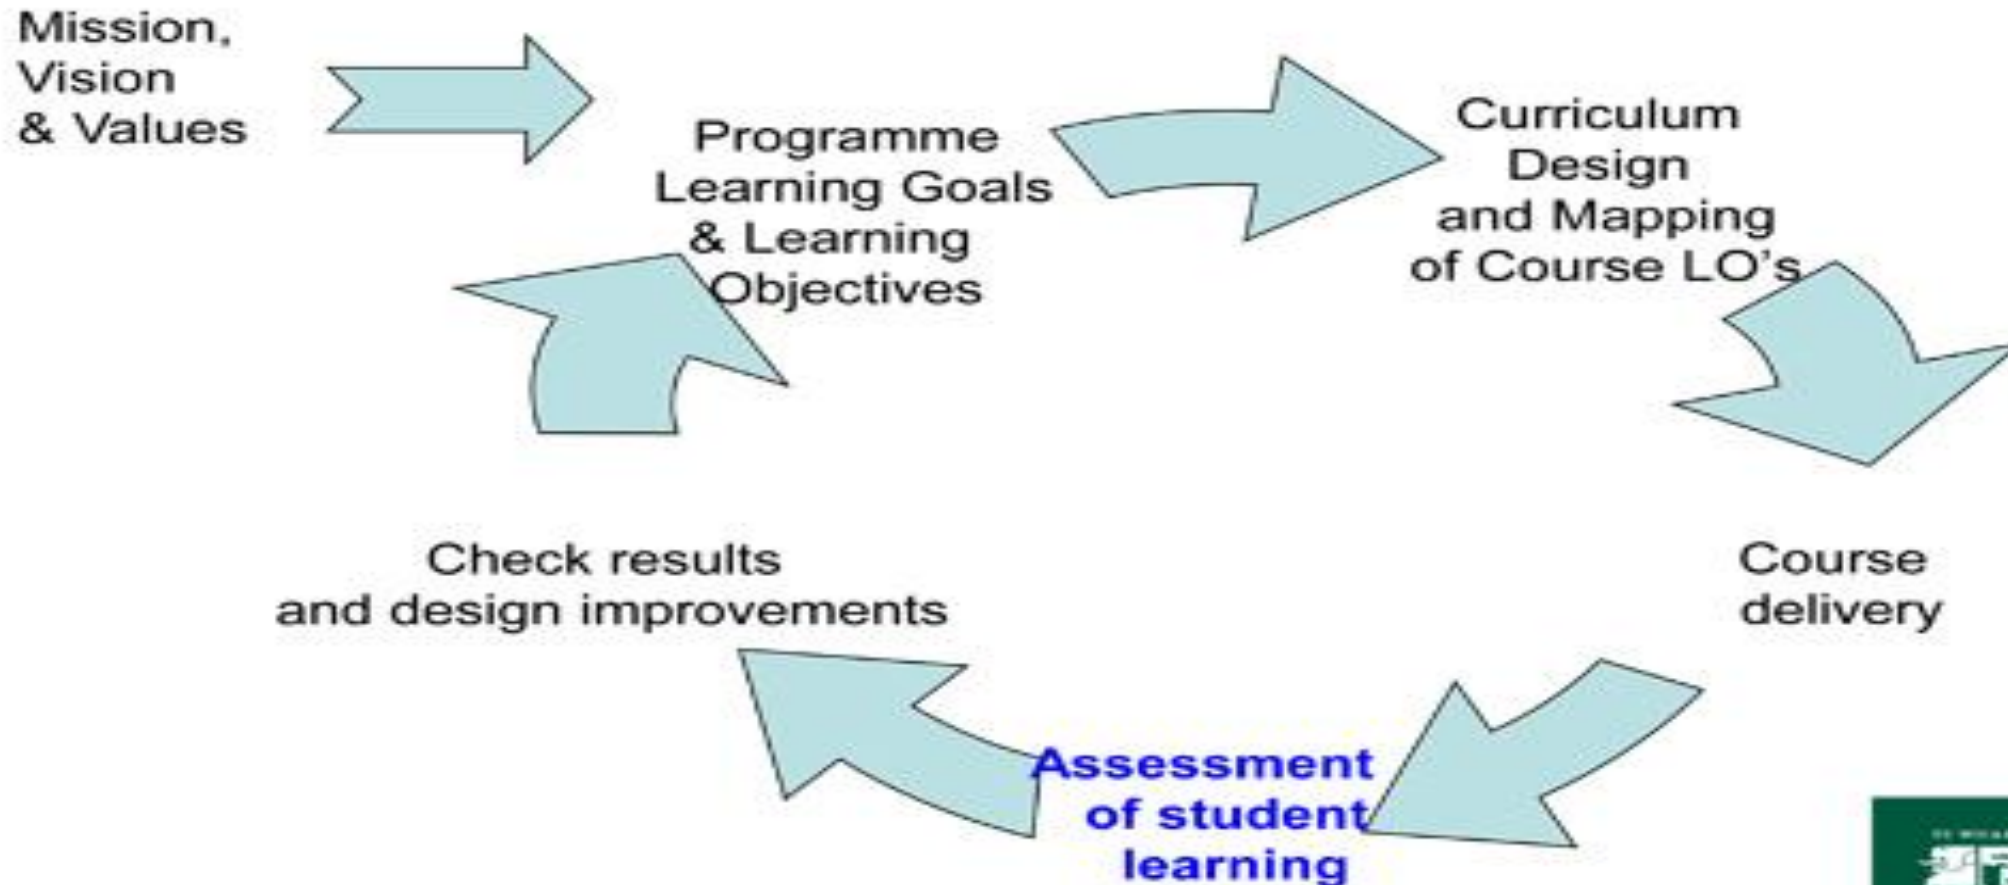 Mission,
Vision
& Values
Programme
Learning Goals
& Learning
Objectives
Curriculum
Design
and Mapping
of Course LO's
Course
delivery
Assessment
of student
learning
Check results
and design improvements